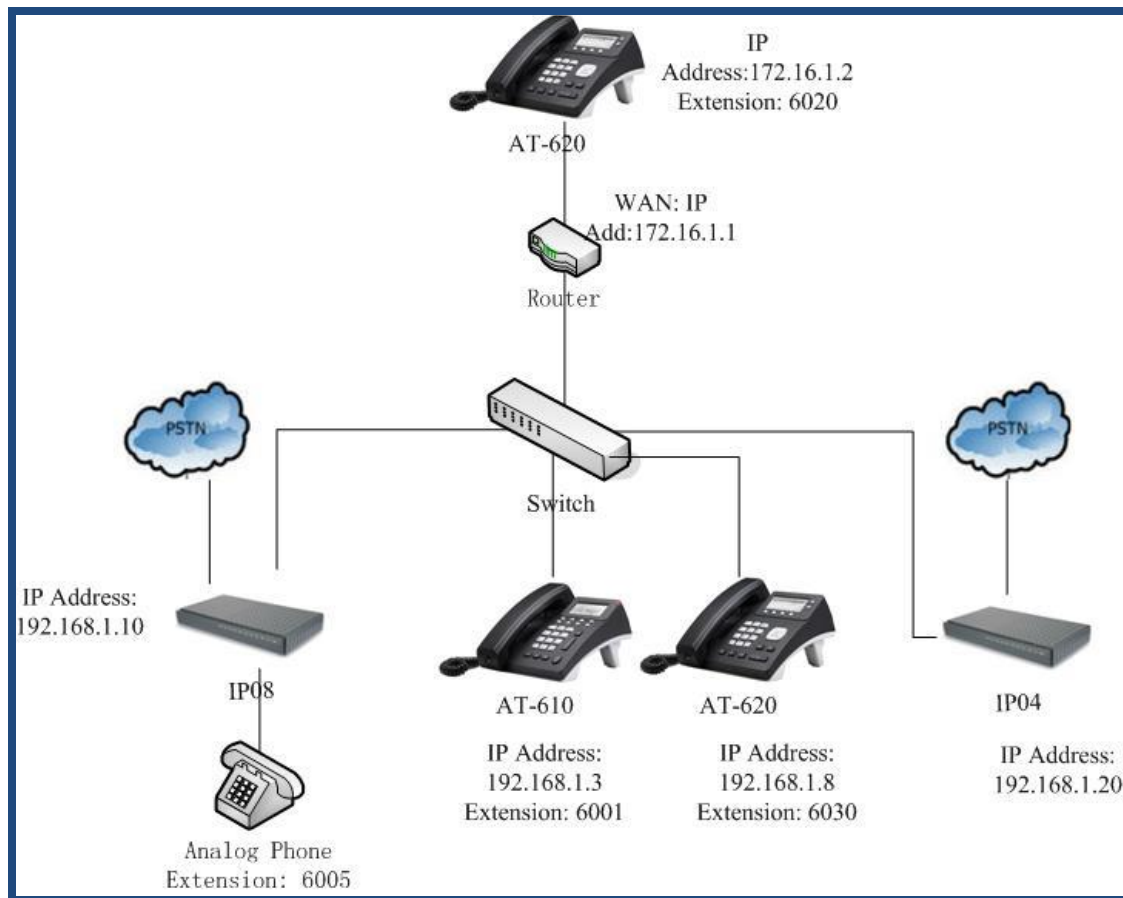 IP
Address:172.16.1.2
Extension: 6020
AT-620
WAN: IP
Add:172.16.1.1
Router
PSTN
PSTN
Switch
IP Address:
192.168.1.10
IP08
AT-610
AT-620
IP04
IP Address:
192.168.1.3
Extension: 6001
IP Address:
192.168.1.8
Extension: 6030
IP Address:
192.168.1.20
Analog Phone
Extension: 6005